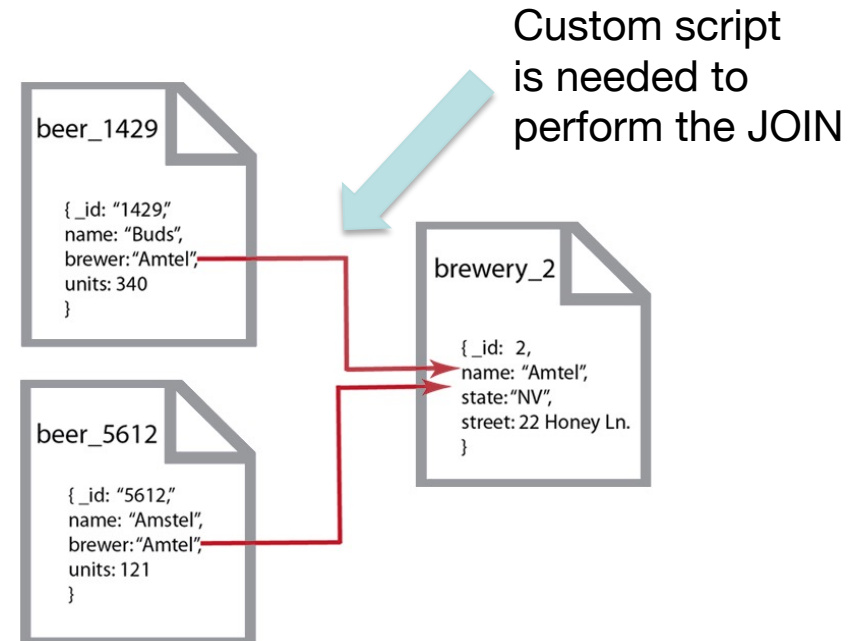 Custom script
is needed to
perform the JOIN
beer_1429
{ _id: “1429,”
name: “Buds”,
brewer:“Amtel”,
units: 340
}
brewery_2
{ _id:  2,
name: “Amtel”,
state:“NV”,
street: 22 Honey Ln.
}
beer_5612
{ _id: “5612,”
name: “Amstel”,
brewer:“Amtel”,
units: 121
}